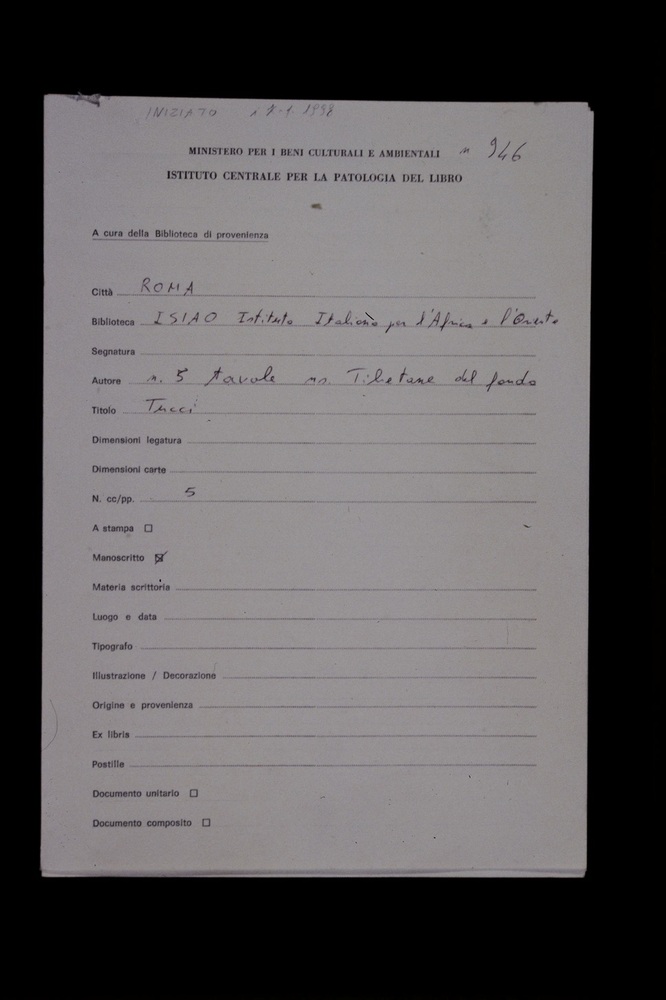 INIZIATO 1998
MINISTERO PER I BENI CULTURALI E AMBIENTALI n 946
ISTITUTO CENTRALE PER LA PATOLOGIA DEL LIBRO
A cura della Biblioteca di provenienza
Città ROMA
Biblioteca ISIAO Istituto Italiano per l'Africa e l'Oriente
Segnatura
Autore n. 5 tavole ms. Tibetane del fondo
Titolo Tucci
Dimensioni legatura
Dimensioni carte
N. cc/pp. 5
A stampa ☐
Manoscritto ☒
Materia scrittoria
Luogo e data
Tipografo
Illustrazione / Decorazione
Origine e provenienza
Ex libris
Postille
Documento unitario ☐
Documento composito ☐